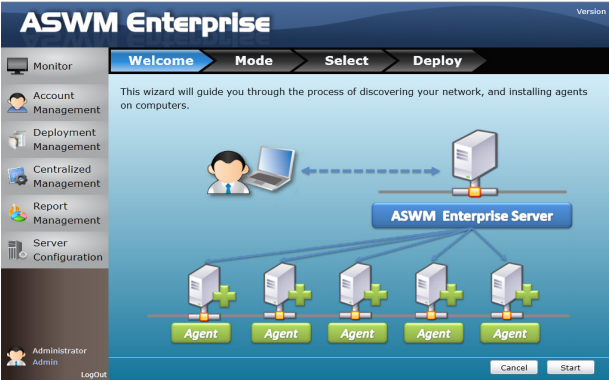 ASWM Enterprise
Version
Welcome
Mode
Select
Deploy
Monitor
Account
Management
Deployment
Management
Centralized
Management
Report
Management
Server
Configuration
This wizard will guide you through the process of discovering your network, and installing agents
on computers.
ASWM Enterprise Server
Agent
Agent
Agent
Agent
Agent
Administrator
Admin
LogOut
Cancel
Start